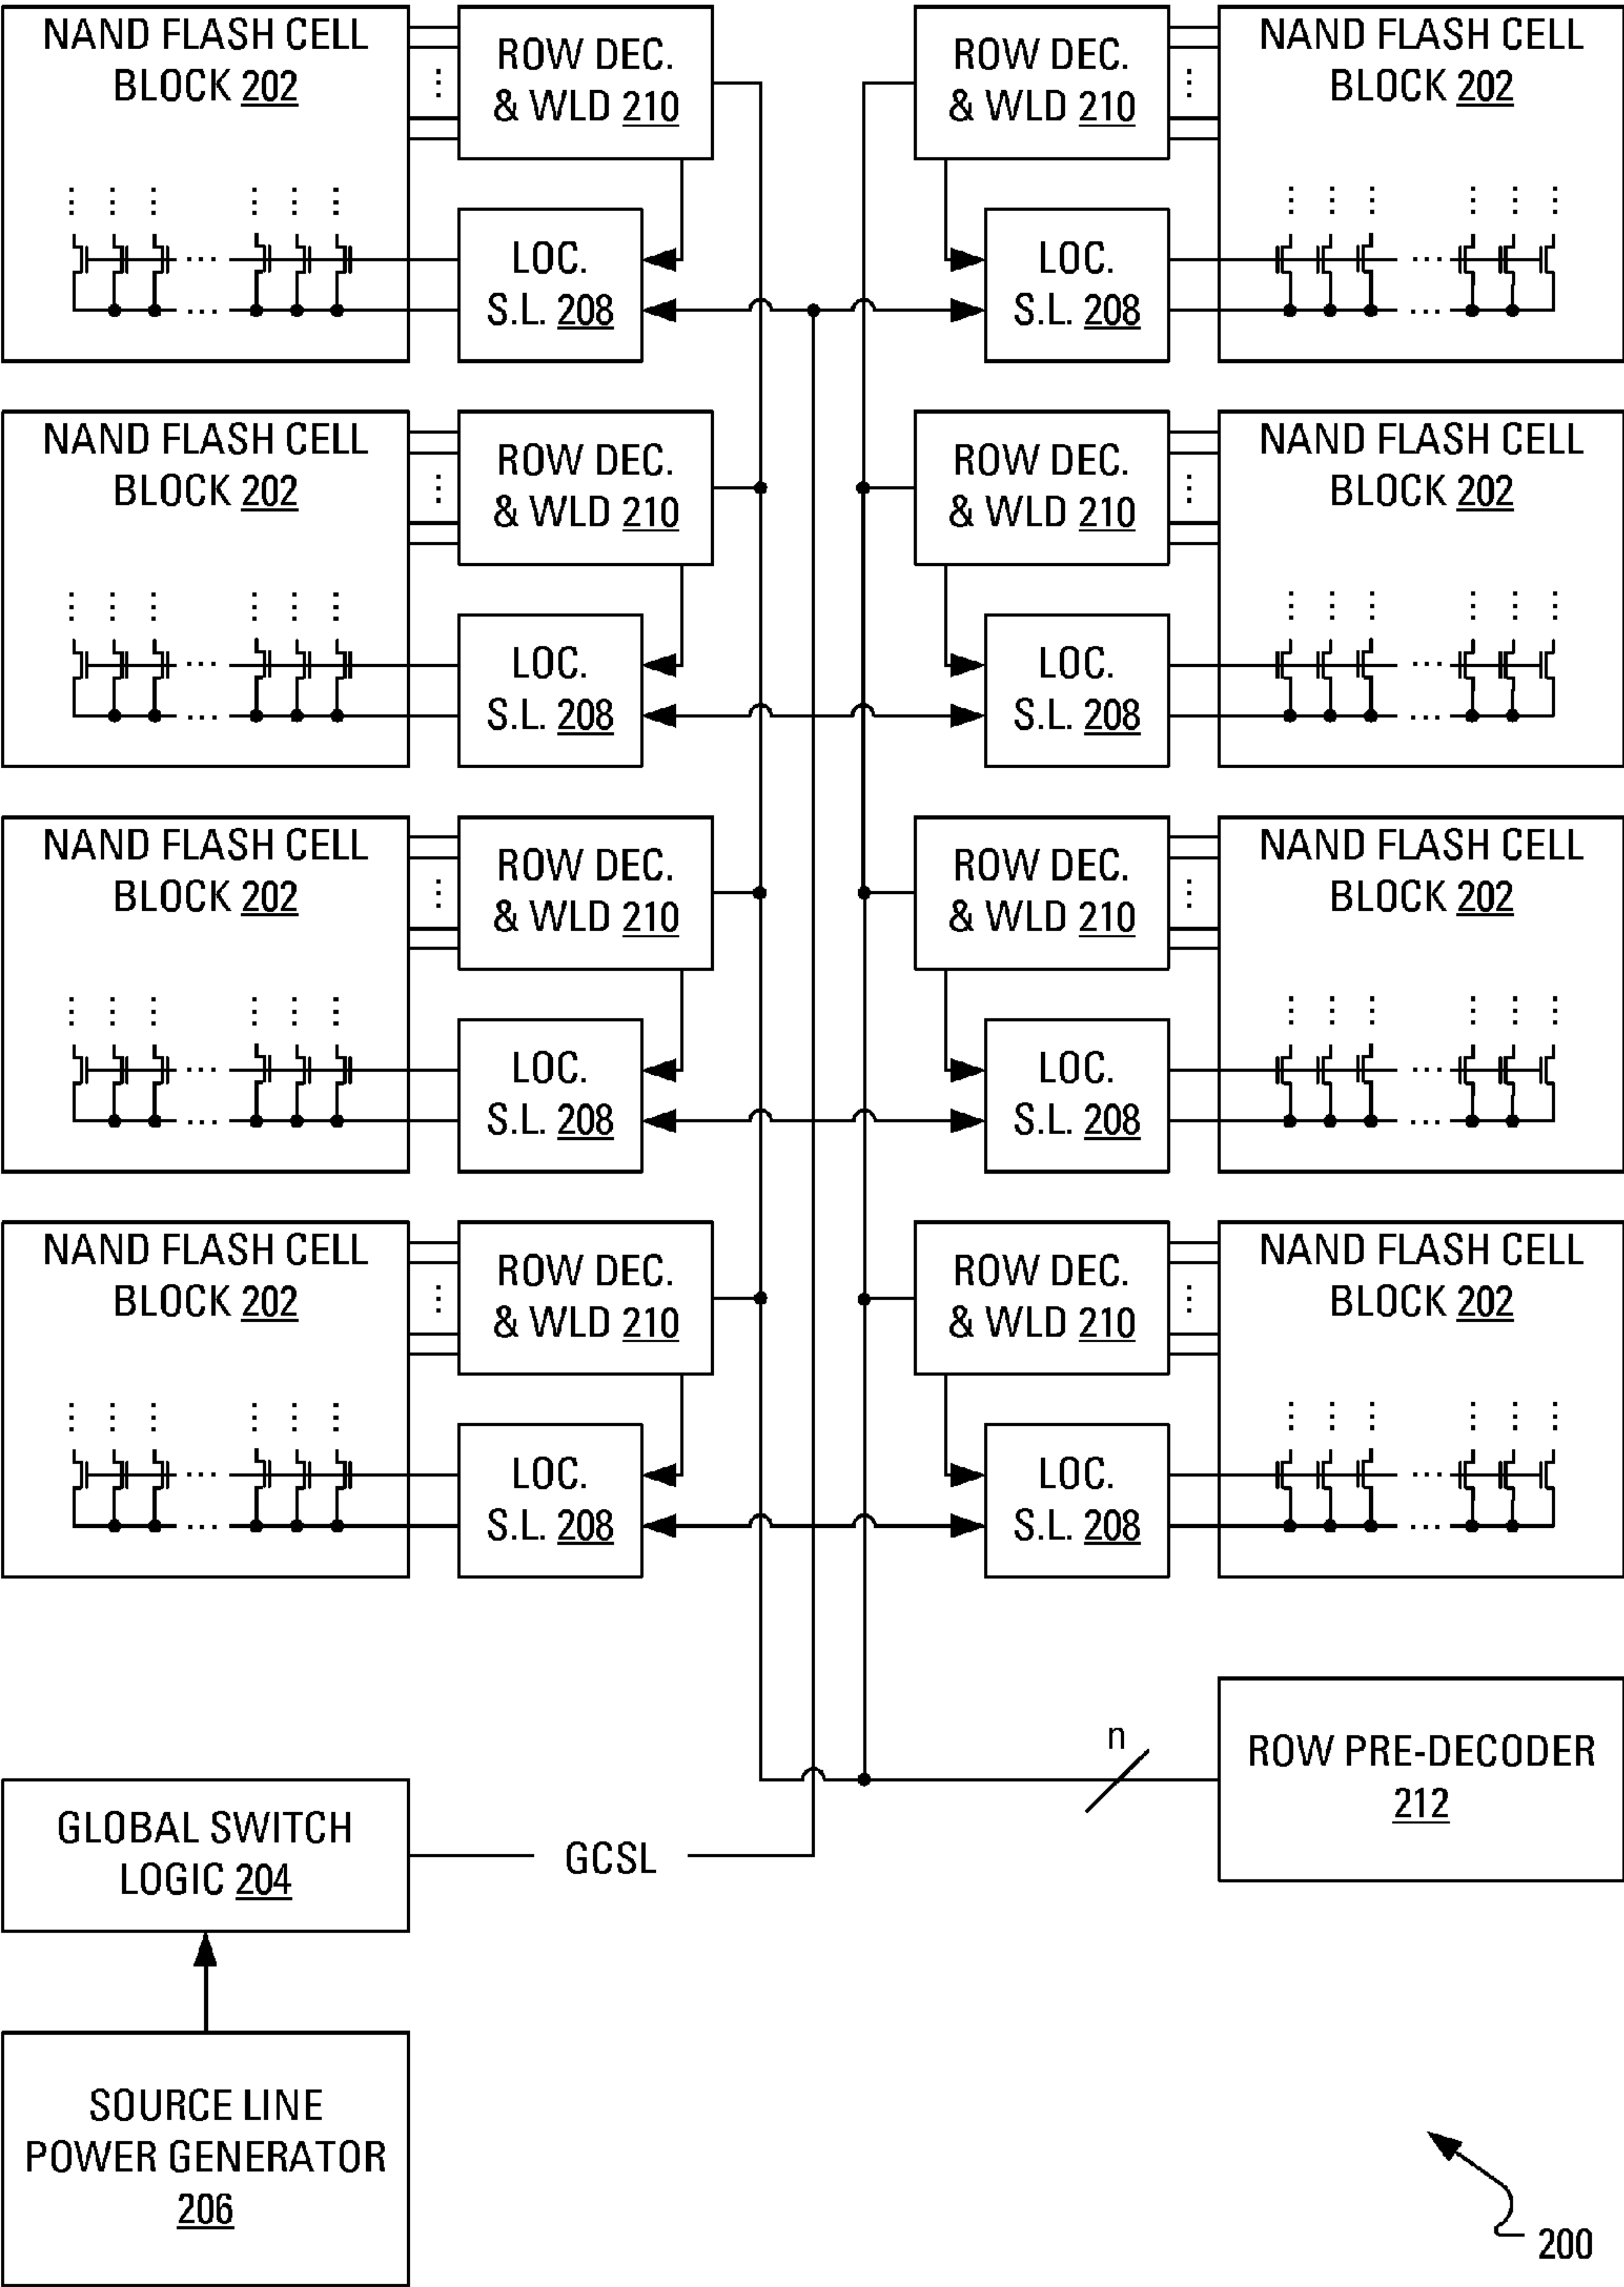 NAND FLASH CELL
BLOCK 202
ROW DEC.
& WLD 210
LOC.
S.L. 208
ROW DEC.
& WLD 210
LOC.
S.L. 208
NAND FLASH CELL
BLOCK 202
NAND FLASH CELL
BLOCK 202
ROW DEC.
& WLD 210
LOC.
S.L. 208
ROW DEC.
& WLD 210
LOC.
S.L. 208
NAND FLASH CELL
BLOCK 202
NAND FLASH CELL
BLOCK 202
ROW DEC.
& WLD 210
LOC.
S.L. 208
ROW DEC.
& WLD 210
LOC.
S.L. 208
NAND FLASH CELL
BLOCK 202
NAND FLASH CELL
BLOCK 202
ROW DEC.
& WLD 210
LOC.
S.L. 208
ROW DEC.
& WLD 210
LOC.
S.L. 208
NAND FLASH CELL
BLOCK 202
n
ROW PRE-DECODER
212
GLOBAL SWITCH
LOGIC 204
GCSL
SOURCE LINE
POWER GENERATOR
206
200